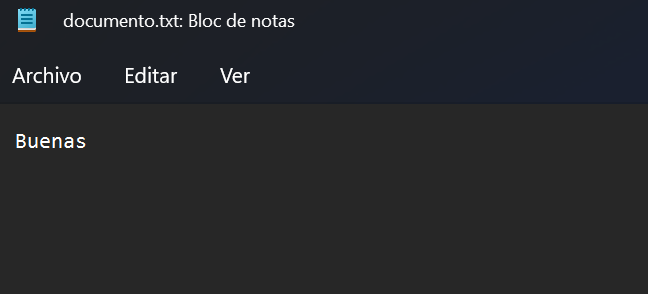 documento.txt: Bloc de notas
Archivo Editar Ver
Buenas